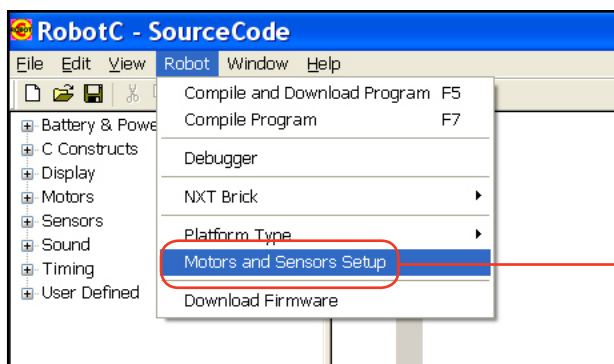 RobotC - SourceCode
File Edit View Robot Window Help
Compile and Download Program F5
Compile Program F7
Debugger
NXT Brick
Platform Type
Motors and Sensors Setup
Download Firmware
Battery & Powe
C Constructs
Display
Motors
Sensors
Sound
Timing
User Defined